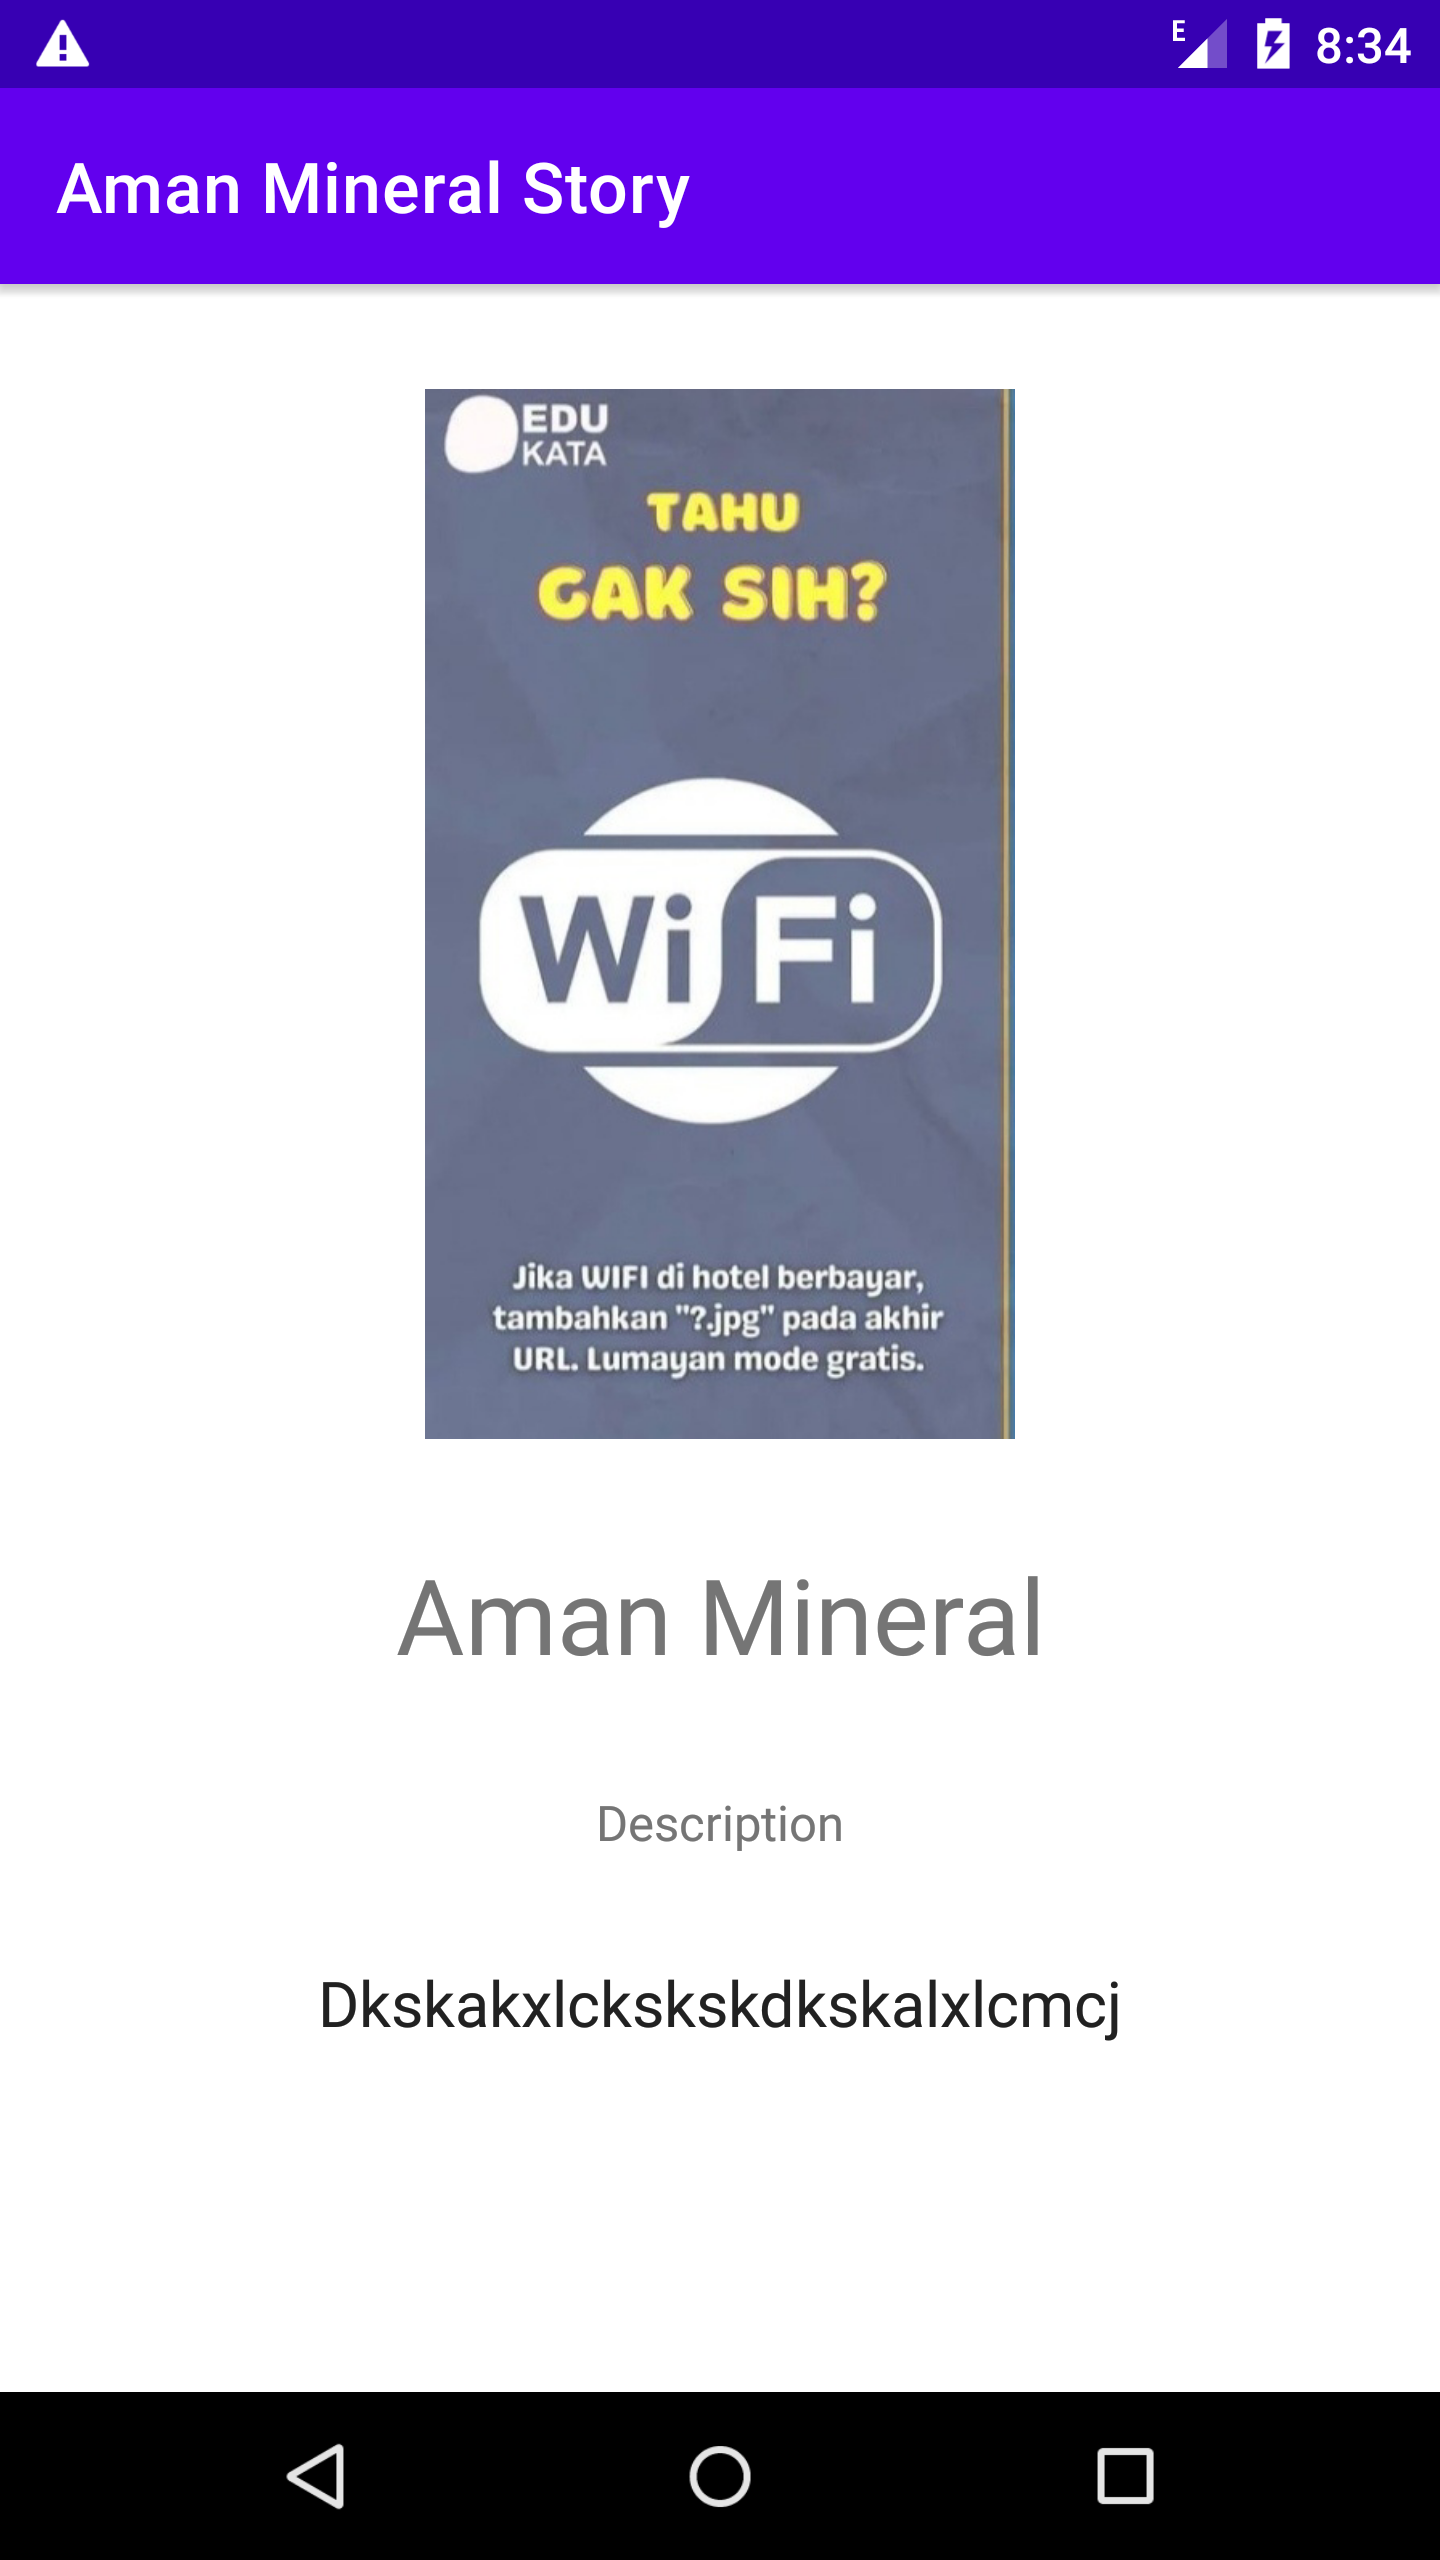 E 8:34
Aman Mineral Story
EDU
KATA
TAHU
GAK SIH?
WiFi
Jika WIFI di hotel berbayar,
tambahkan "?.jpg" pada akhir
URL. Lumayan mode gratis.
Aman Mineral
Description
Dkskakxlckskskdkskalxlcmcj